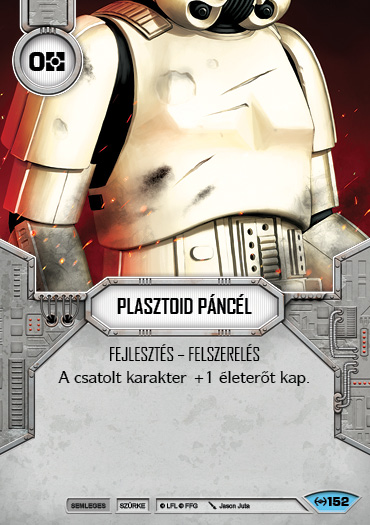 0
PLASZTOID PÁNCÉL
FEJLESZTÉS – FELSZERELÉS
A csatolt karakter +1 életerőt kap.
SEMLEGES SZÜRKE © LFL © FFG Jason Juta 152